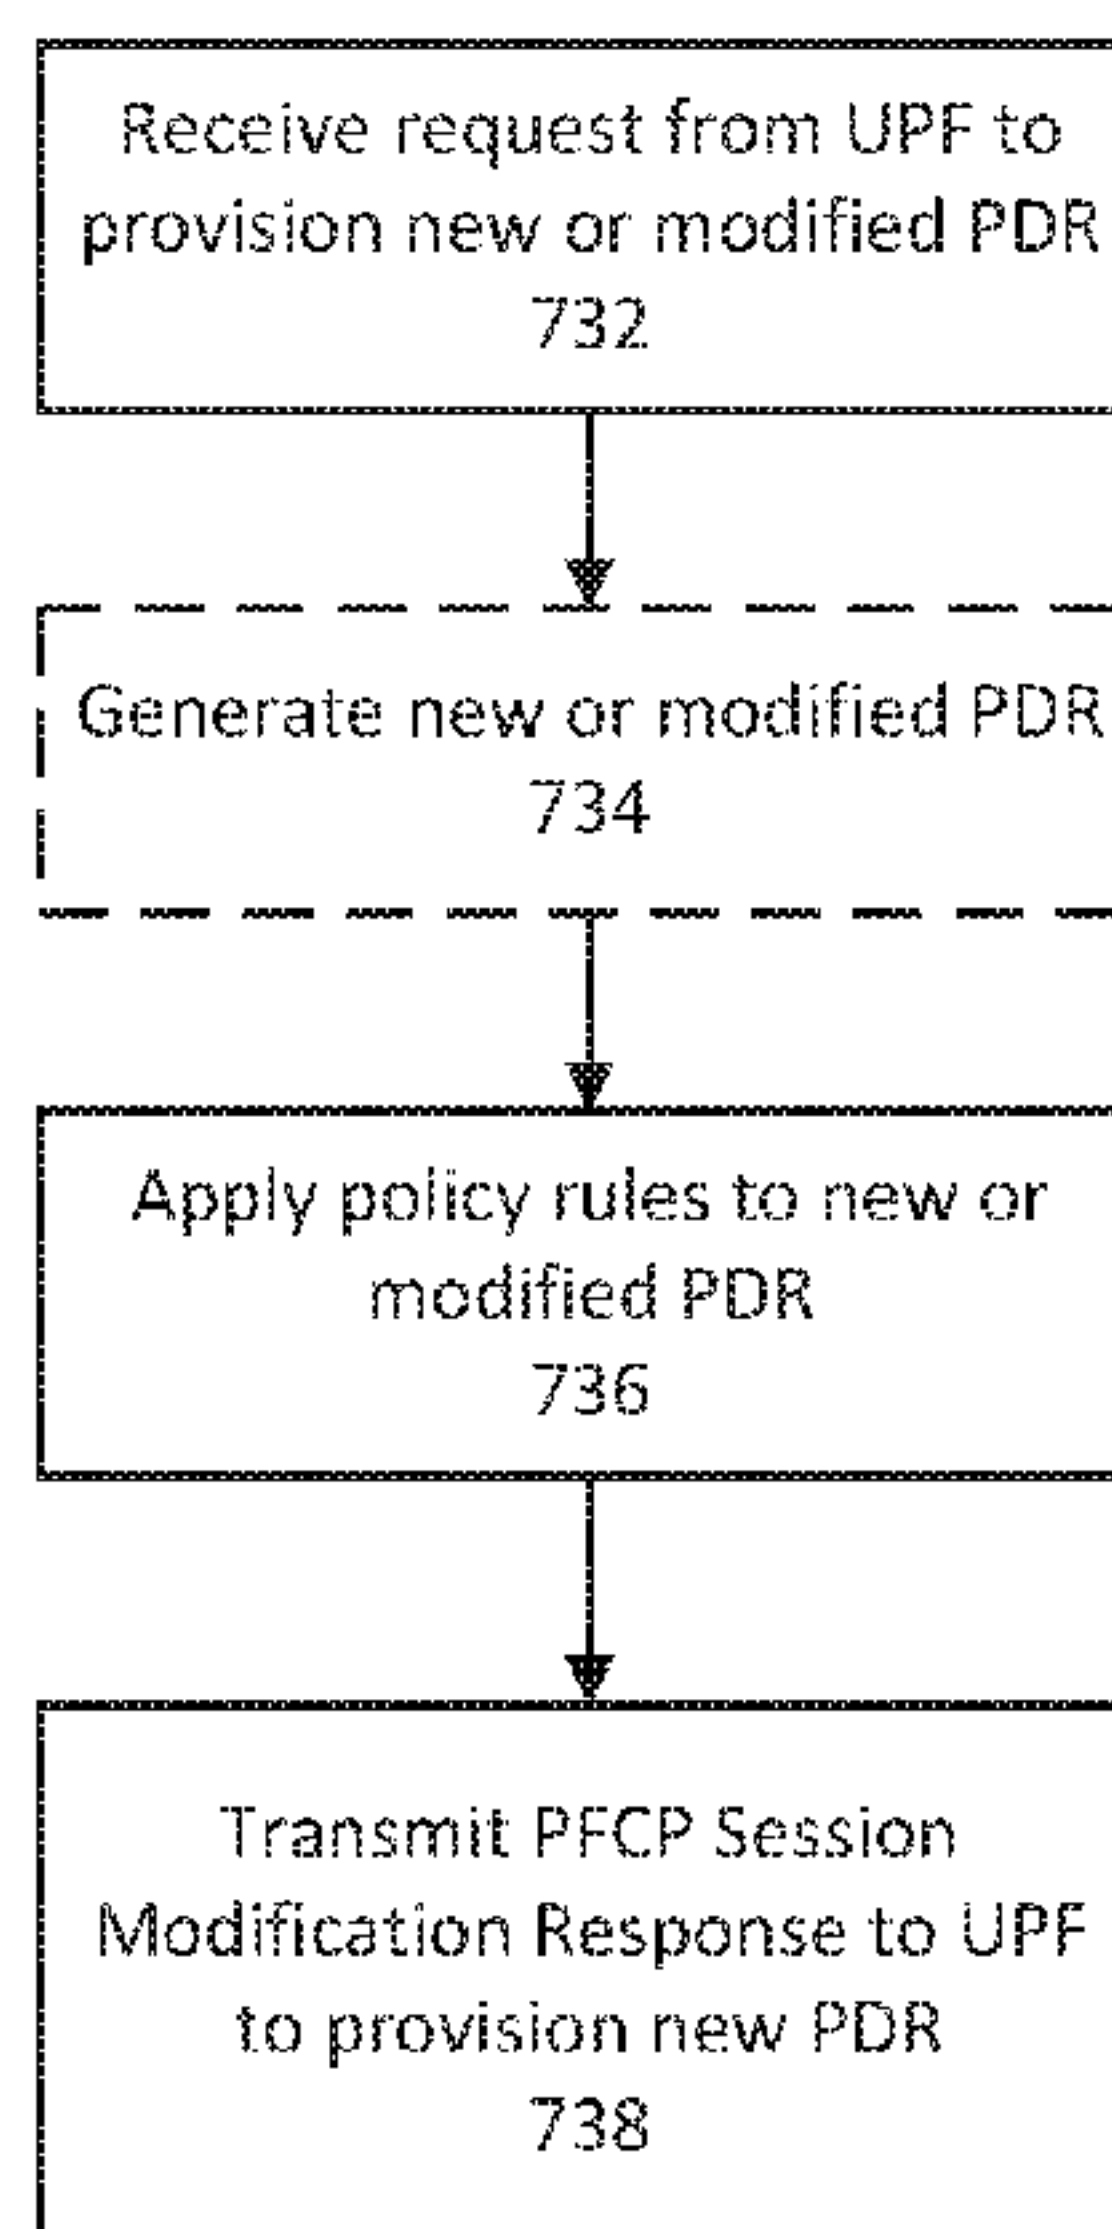 Receive request from UPF to
provision new or modified PDR
732
Generate new or modified PDR
734
Apply policy rules to new or
modified PDR
736
Transmit PFCP Session
Modification Response to UPF
to provision new PDR
738